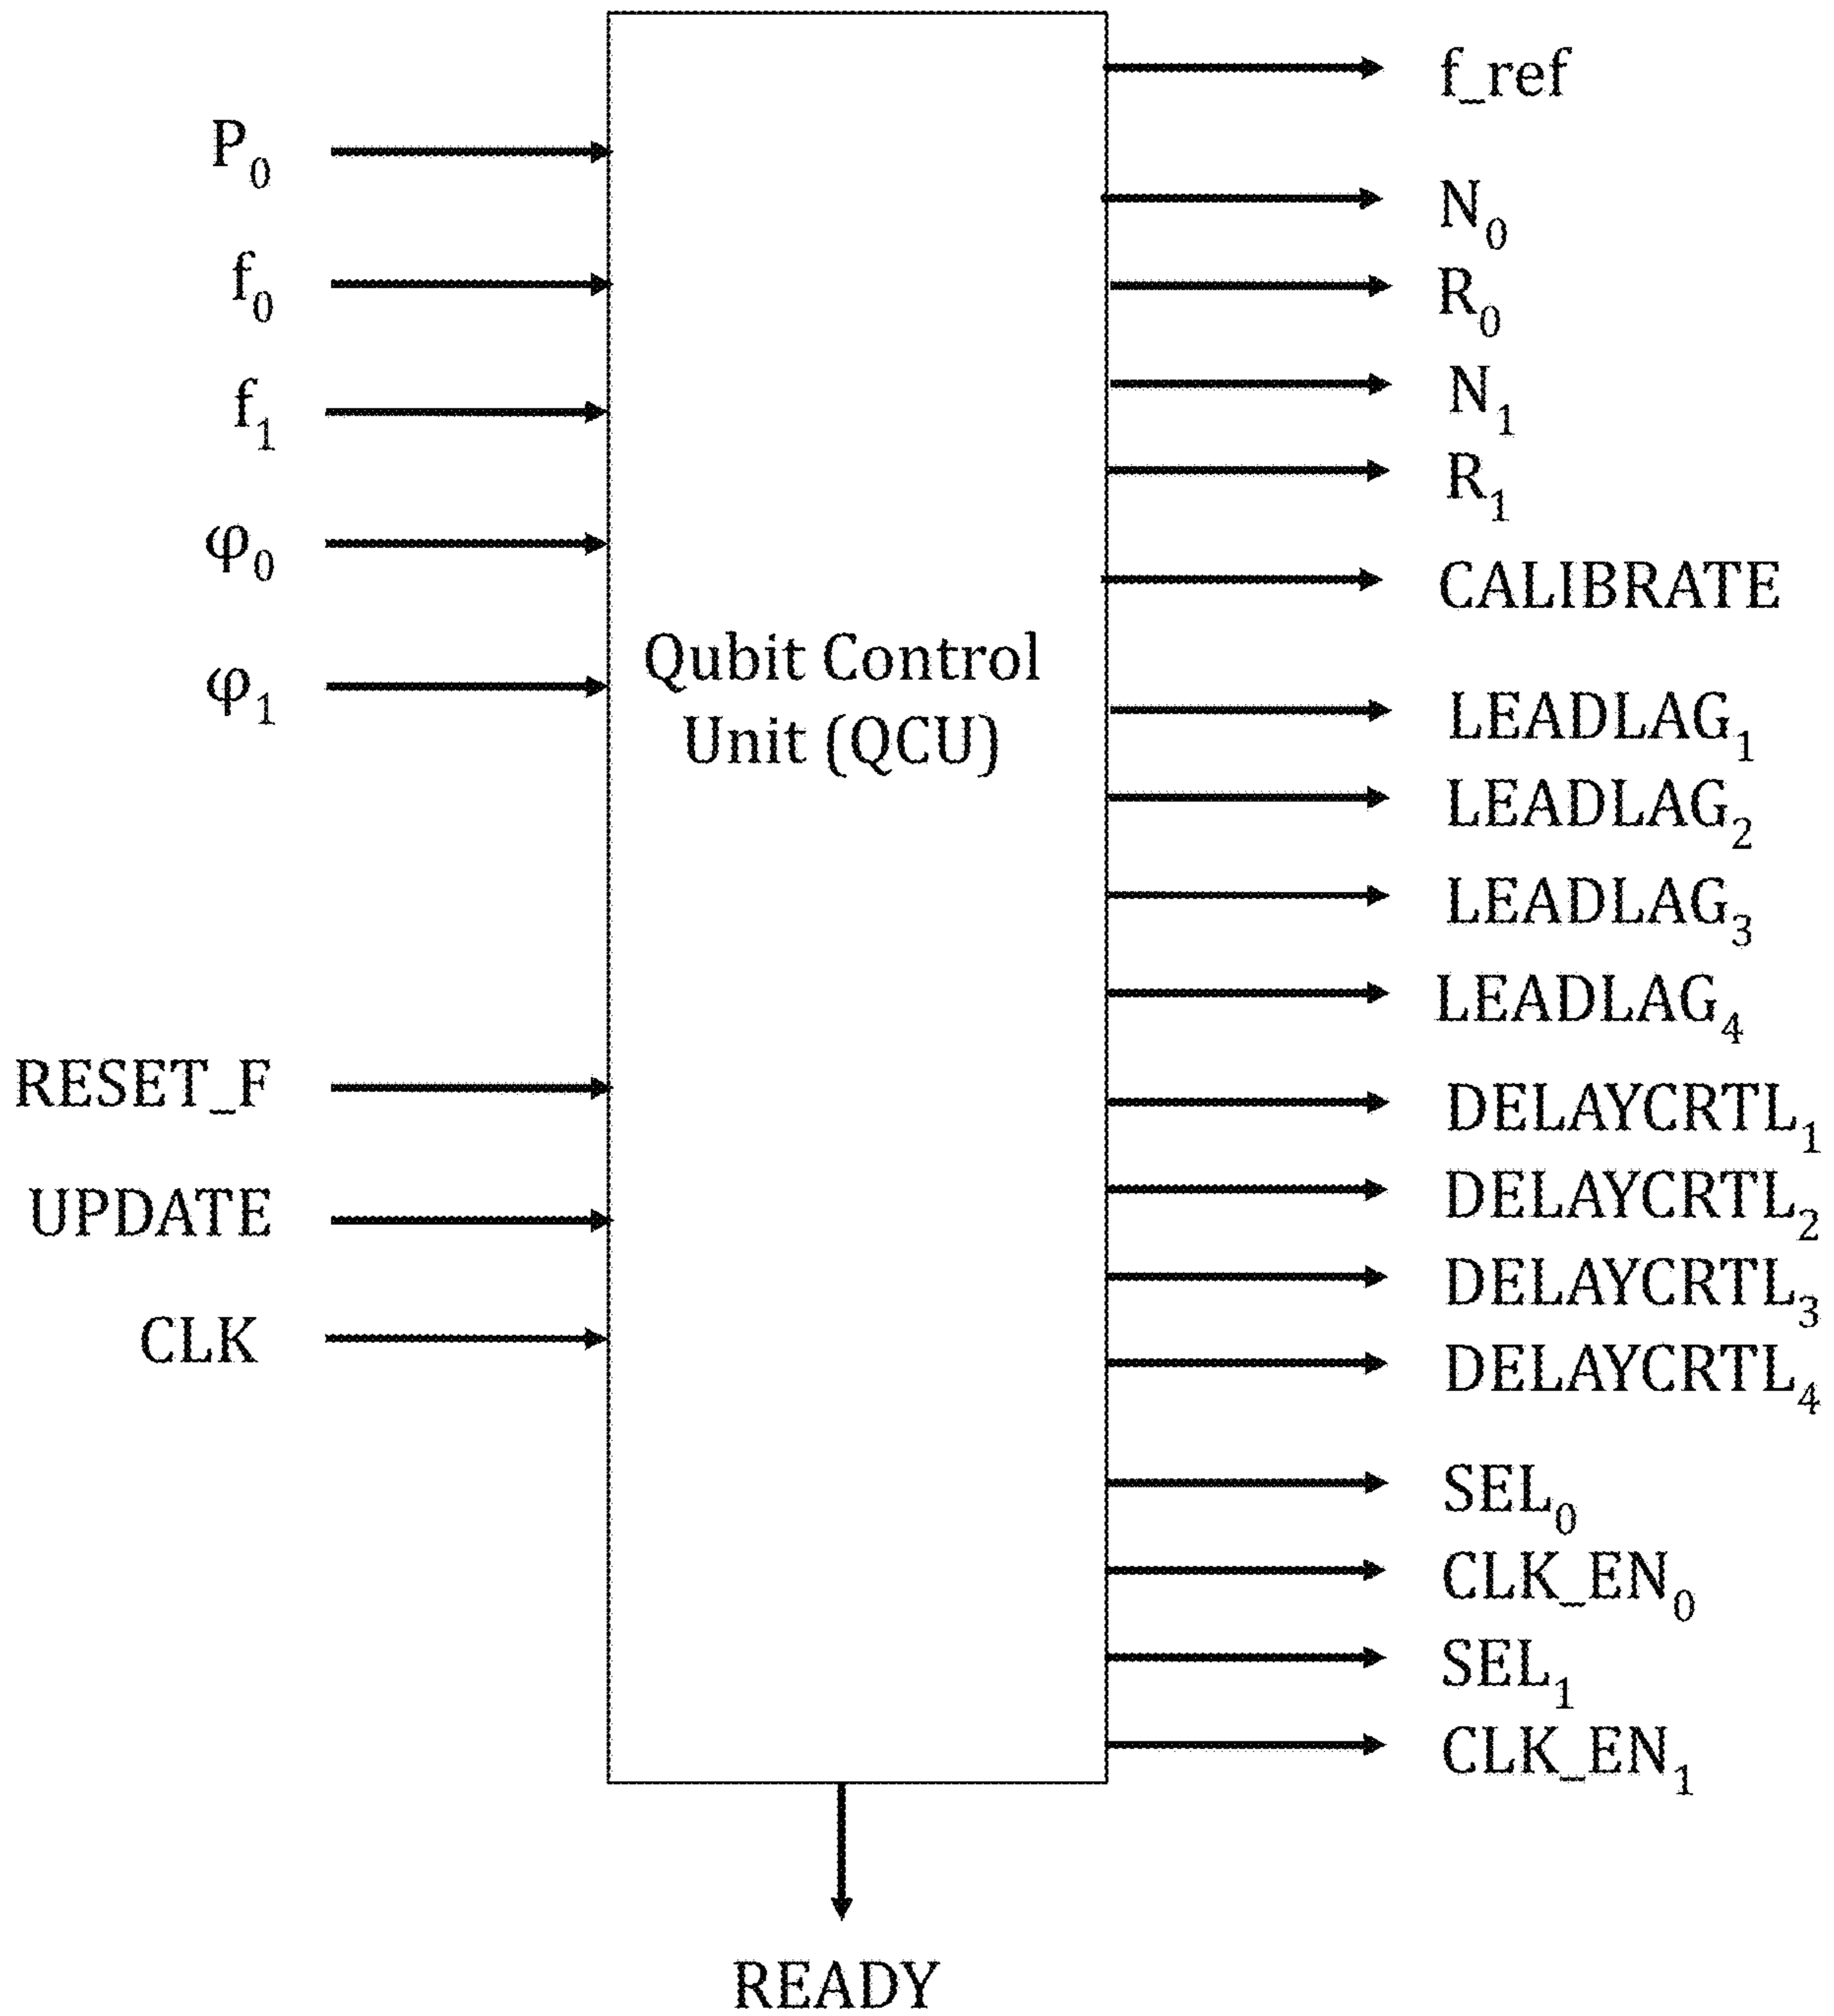 P₀
f₀
f₁
φ₀
φ₁
RESET_F
UPDATE
CLK
Qubit Control
Unit (QCU)
f_ref
N₀
R₀
N₁
R₁
CALIBRATE
LEADLAG₁
LEADLAG₂
LEADLAG₃
LEADLAG₄
DELAYCRTL₁
DELAYCRTL₂
DELAYCRTL₃
DELAYCRTL₄
SEL₀
CLK_EN₀
SEL₁
CLK_EN₁
READY